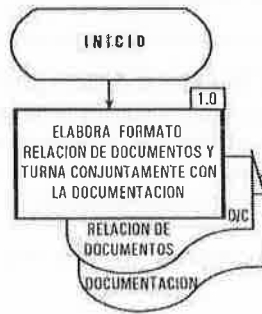 INICIO
1.0
ELABORA FORMATO
RELACION DE DOCUMENTOS Y
TURNA CONJUNTAMENTE CON
LA DOCUMENTACION
O/C
RELACION DE
DOCUMENTOS
DOCUMENTACION